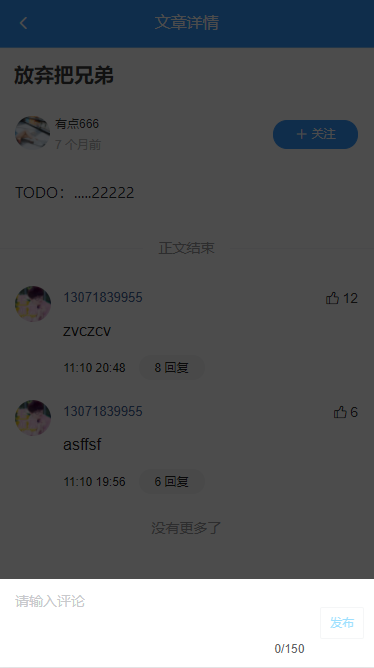 文章详情
放弃把兄弟
有点666
7 个月前
关注
TODO：.....22222
正文结束
13071839955
12
zvczcv
11:10 20:48
8 回复
13071839955
6
asffsf
11:10 19:56
6 回复
没有更多了
请输入评论
发布
0/150